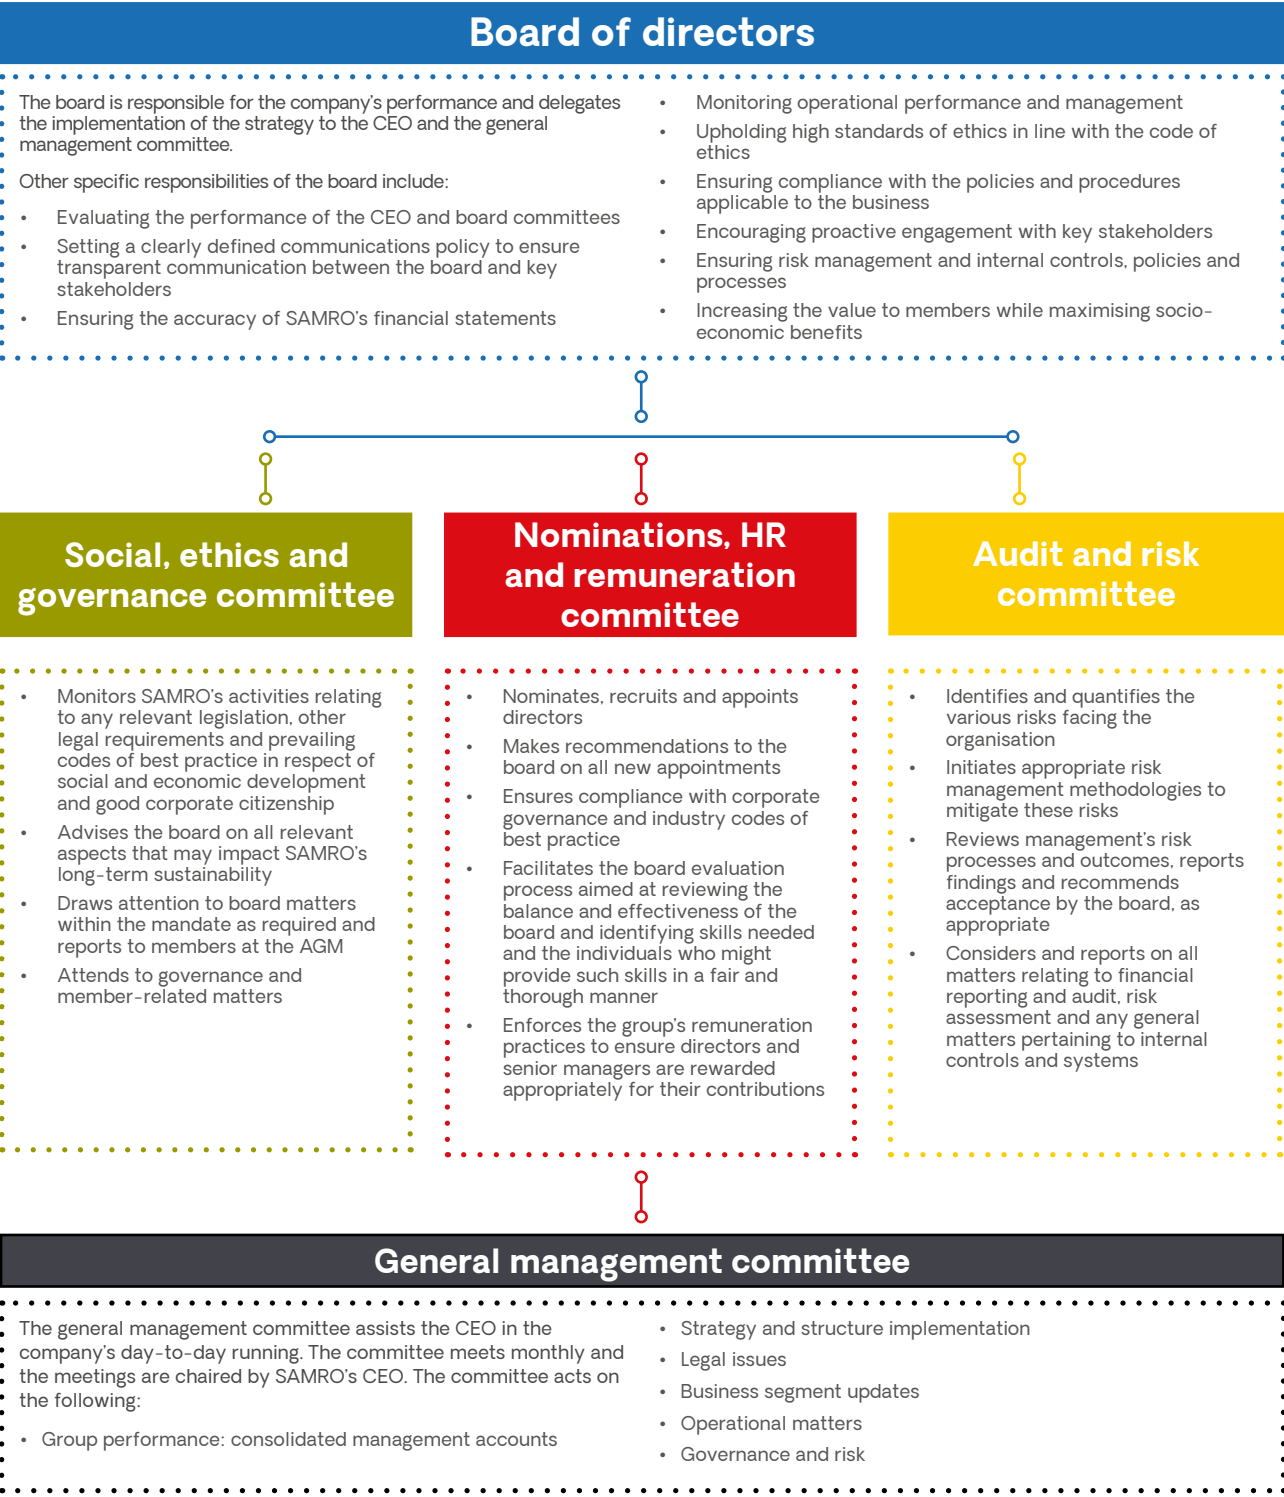 Board of directors
The board is responsible for the company's performance and delegates
the implementation of the strategy to the CEO and the general
management committee.
Other specific responsibilities of the board include:
• Evaluating the performance of the CEO and board committees
• Setting a clearly defined communications policy to ensure
transparent communication between the board and key
stakeholders
• Ensuring the accuracy of SAMRO's financial statements
• Monitoring operational performance and management
• Upholding high standards of ethics in line with the code of
ethics
• Ensuring compliance with the policies and procedures
applicable to the business
• Encouraging proactive engagement with key stakeholders
• Ensuring risk management and internal controls, policies and
processes
• Increasing the value to members while maximising socio-
economic benefits
Social, ethics and
governance committee
• Monitors SAMRO's activities relating
to any relevant legislation, other
legal requirements and prevailing
codes of best practice in respect of
social and economic development
and good corporate citizenship
• Advises the board on all relevant
aspects that may impact SAMRO's
long-term sustainability
• Draws attention to board matters
within the mandate as required and
reports to members at the AGM
• Attends to governance and
member-related matters
Nominations, HR
and remuneration
committee
• Nominates, recruits and appoints
directors
• Makes recommendations to the
board on all new appointments
• Ensures compliance with corporate
governance and industry codes of
best practice
• Facilitates the board evaluation
process aimed at reviewing the
balance and effectiveness of the
board and identifying skills needed
and the individuals who might
provide such skills in a fair and
thorough manner
• Enforces the group's remuneration
practices to ensure directors and
senior managers are rewarded
appropriately for their contributions
Audit and risk
committee
• Identifies and quantifies the
various risks facing the
organisation
• Initiates appropriate risk
management methodologies to
mitigate these risks
• Reviews management's risk
processes and outcomes, reports
findings and recommends
acceptance by the board, as
appropriate
• Considers and reports on all
matters relating to financial
reporting and audit, risk
assessment and any general
matters pertaining to internal
controls and systems
General management committee
The general management committee assists the CEO in the
company's day-to-day running. The committee meets monthly and
the meetings are chaired by SAMRO's CEO. The committee acts on
the following:
• Group performance: consolidated management accounts
• Strategy and structure implementation
• Legal issues
• Business segment updates
• Operational matters
• Governance and risk